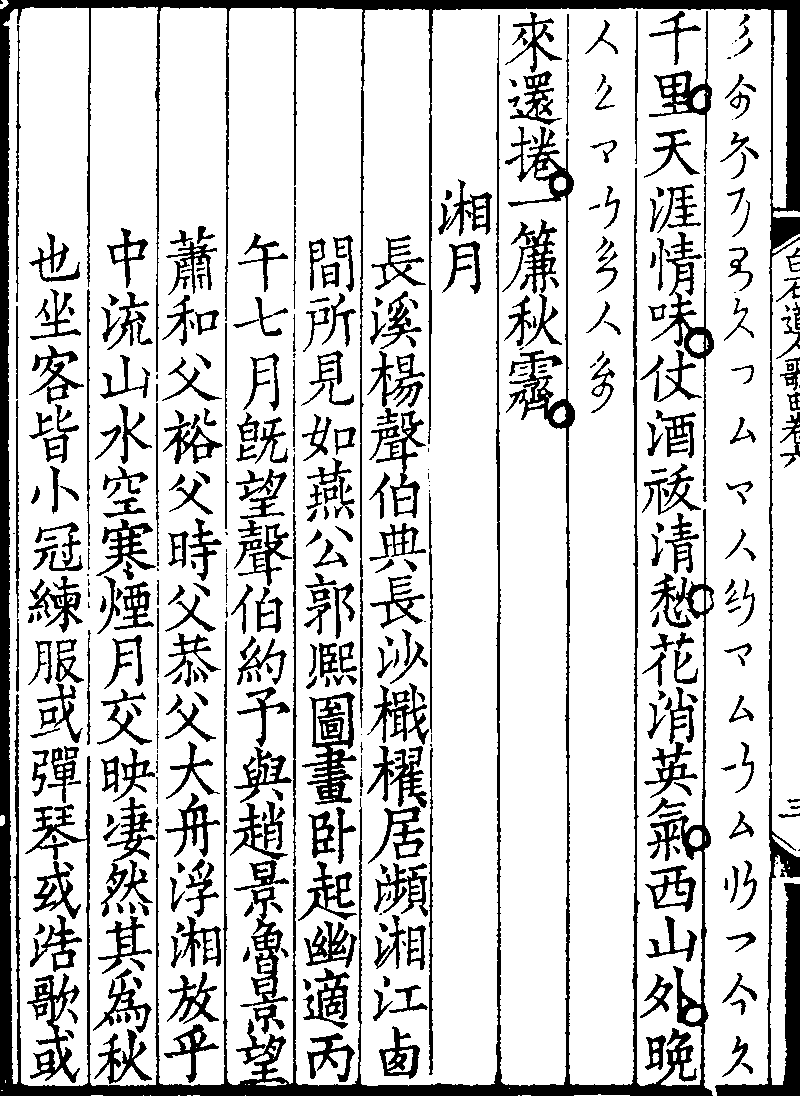 白石道人歌曲卷六
三
千里天涯情味仗酒祓清愁花消英氣西山外晚
來還捲一簾秋霽
湘月
長溪楊聲伯典長沙檝櫂居瀕湘江囱
間所見如燕公郭熙圖畫卧起幽適丙
午七月旣望聲伯約予與趙景魯景望
蕭和父裕父時父恭父大舟浮湘放乎
中流山水空寒煙月交映凄然其爲秋
也坐客皆小冠練服或彈琴或浩歌或